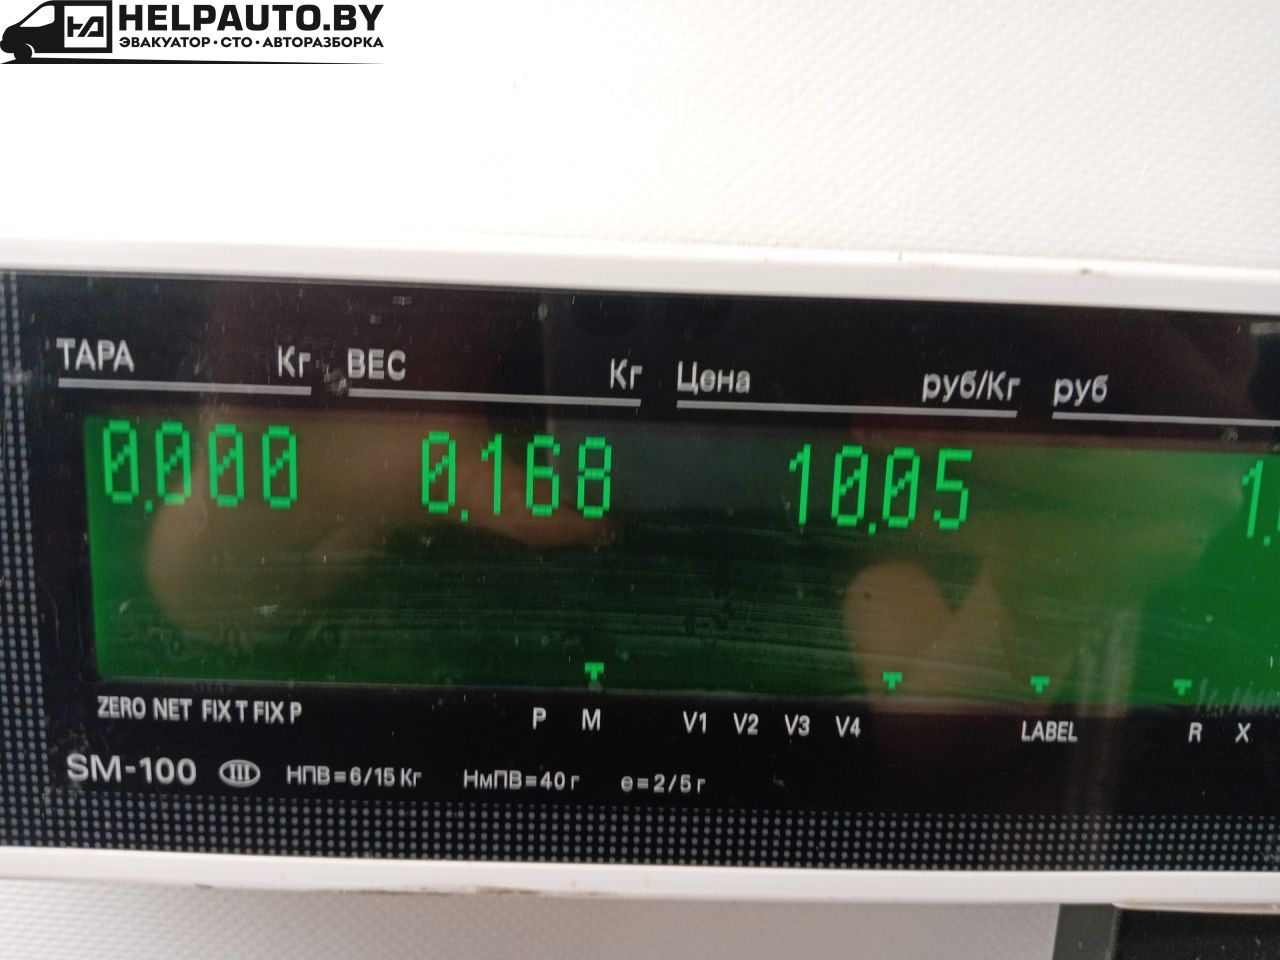 HELPAUTO.BY
ЭВАКУАТОР·СТО·АВТОРАЗБОРКА
ТАРА Кг ВЕС Кг Цена руб/Кг руб
0.000 0.168 10.05 1.
ZERO NET FIX T FIX P P M V1 V2 V3 V4 LABEL R X
SM-100 III НПВ=6/15 Кг НмПВ=40 г e=2/5 г